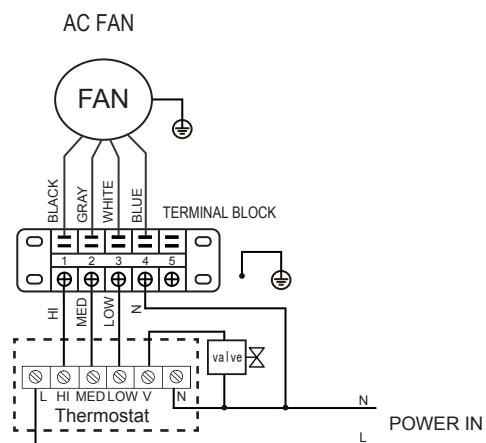 AC FAN
FAN
BLACK
GRAY
WHITE
BLUE
TERMINAL BLOCK
1 2 3 4 5
HI
MED
LOW
N
valve
L HI MED LOW V N
Thermostat
N
POWER IN
L